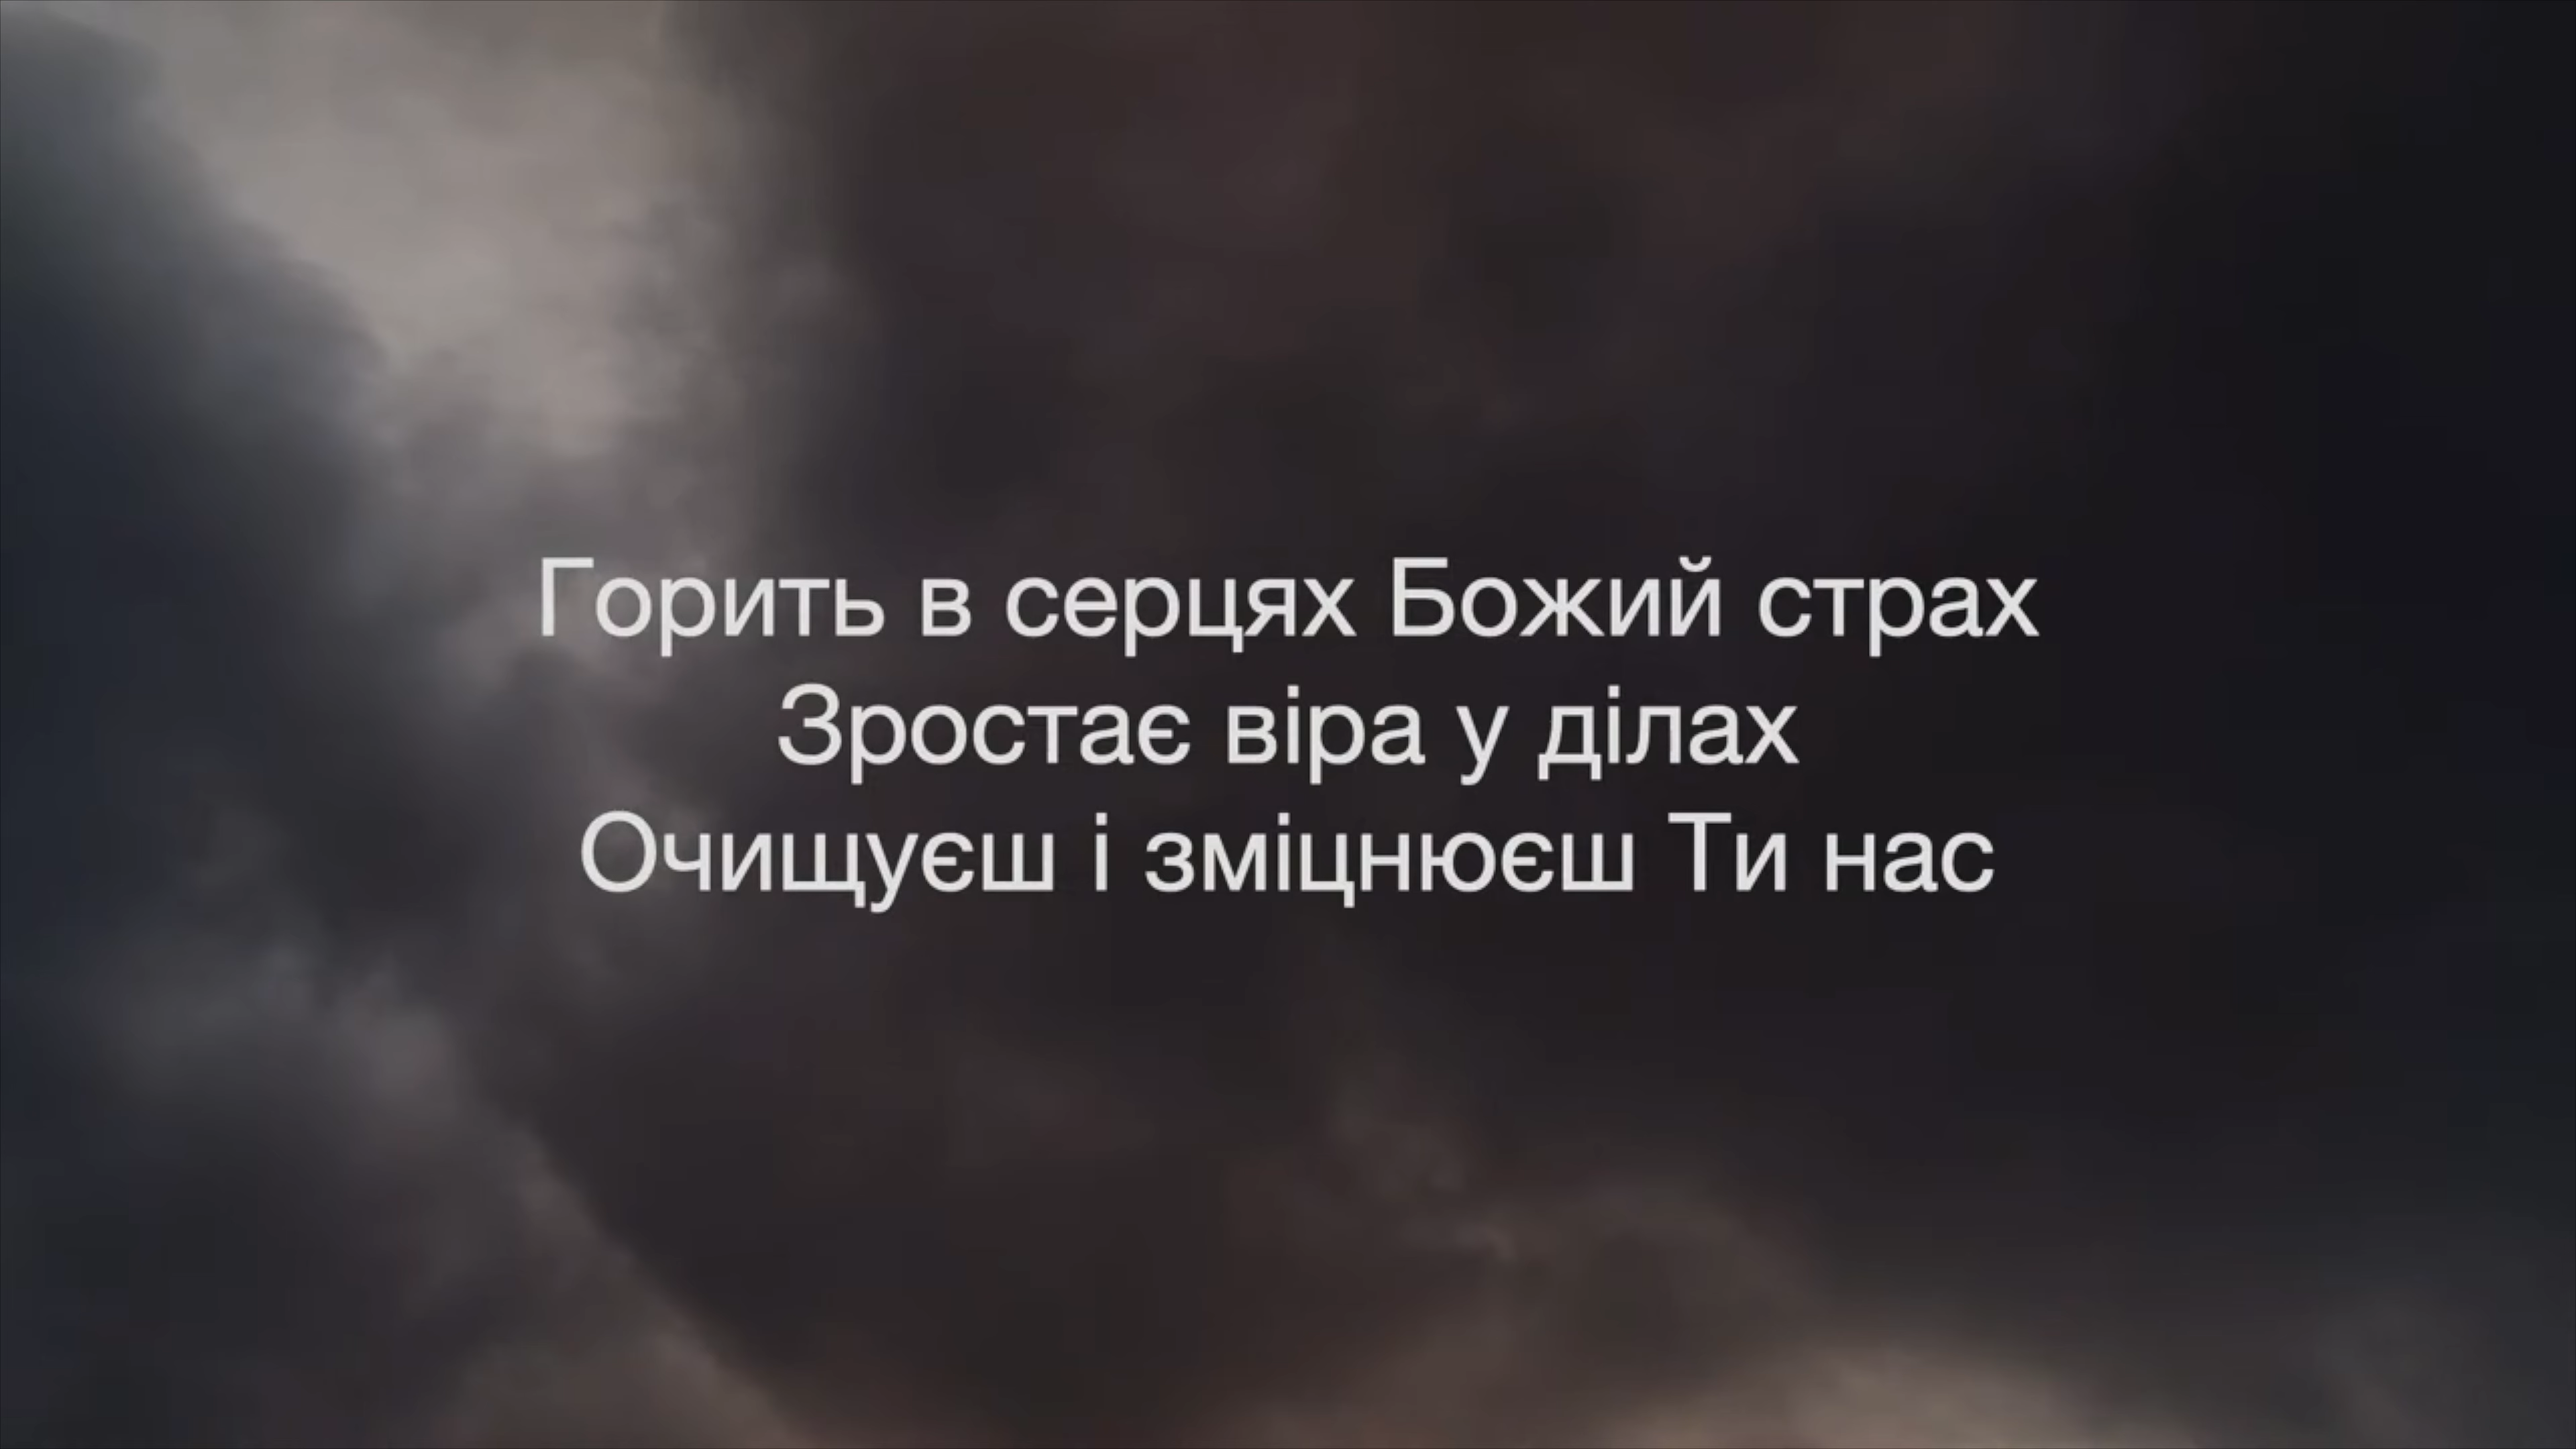 Горить в серцях Божий страх
Зростає віра у ділах
Очищуєш і зміцнюєш Ти нас